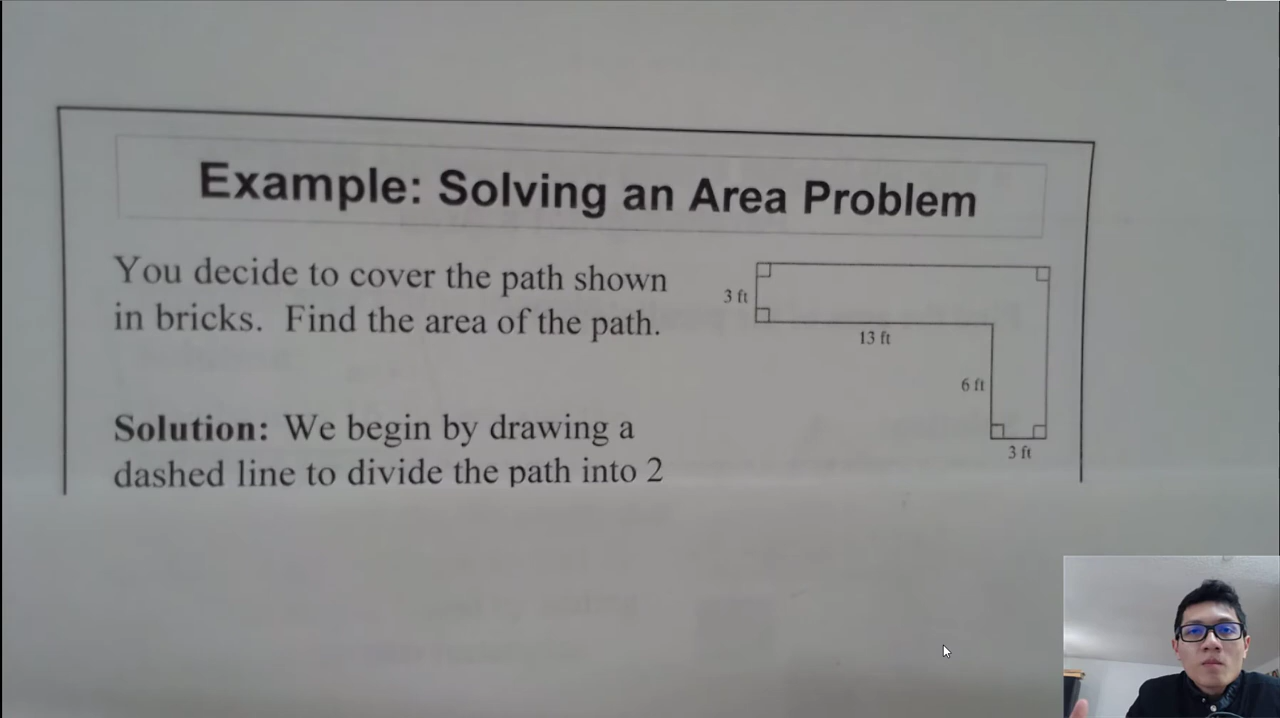 Example: Solving an Area Problem
You decide to cover the path shown
in bricks. Find the area of the path.
3 ft
13 ft
6 ft
3 ft
Solution: We begin by drawing a
dashed line to divide the path into 2